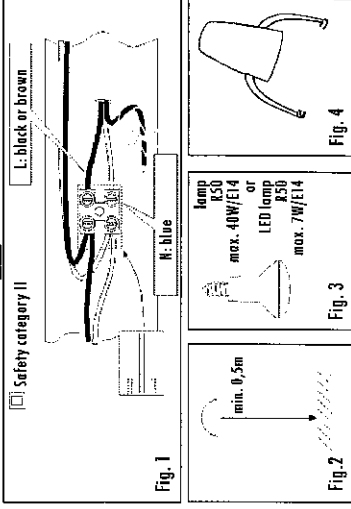 Safety category II
L: black or brown
N: blue
Fig. 1
min. 0,5m
Fig.2
lamp
R50
max. 40W/E14
or
LED lamp
R50
max. 7W/E14
Fig. 3
Fig. 4